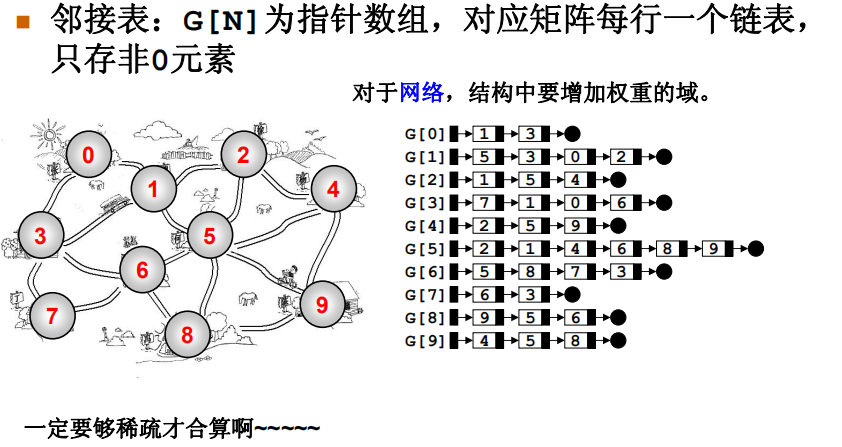 邻接表：G[N]为指针数组，对应矩阵每行一个链表，
只存非0元素
对于网络，结构中要增加权重的域。
0
2
1
4
3
5
6
9
7
8
G[0] 1 3
G[1] 5 3 0 2
G[2] 1 5 4
G[3] 7 1 0 6
G[4] 2 5 9
G[5] 2 1 4 6 8 9
G[6] 5 8 7 3
G[7] 6 3
G[8] 9 5 6
G[9] 4 5 8
一定要够稀疏才合算啊~~~~~